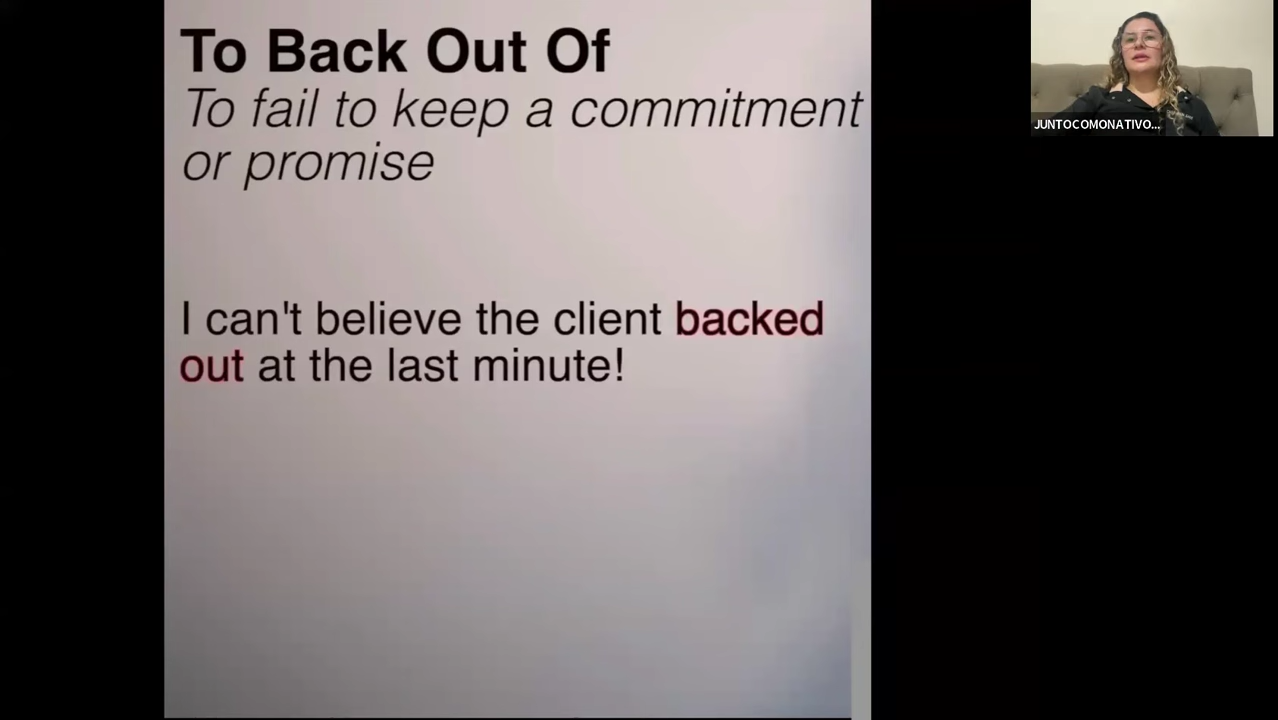 To Back Out Of
To fail to keep a commitment
or promise
I can't believe the client backed
out at the last minute!
JUNTOCOMONATIVO...